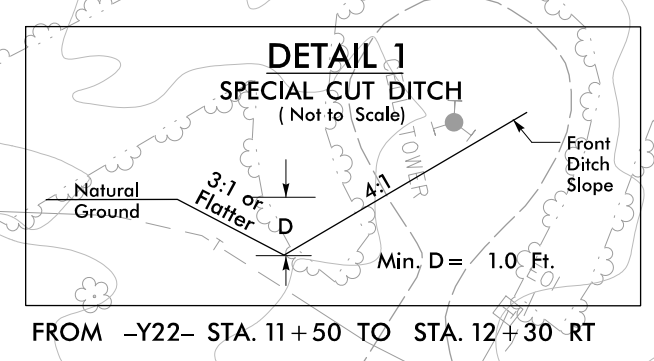 DETAIL 1
SPECIAL CUT DITCH
( Not to Scale)
Natural
Ground
3:1 or
Flatter
D
4:1
TOWER
Front
Ditch
Slope
Min. D = 1.0 Ft.
FROM -Y22- STA. 11+50 TO STA. 12+30 RT